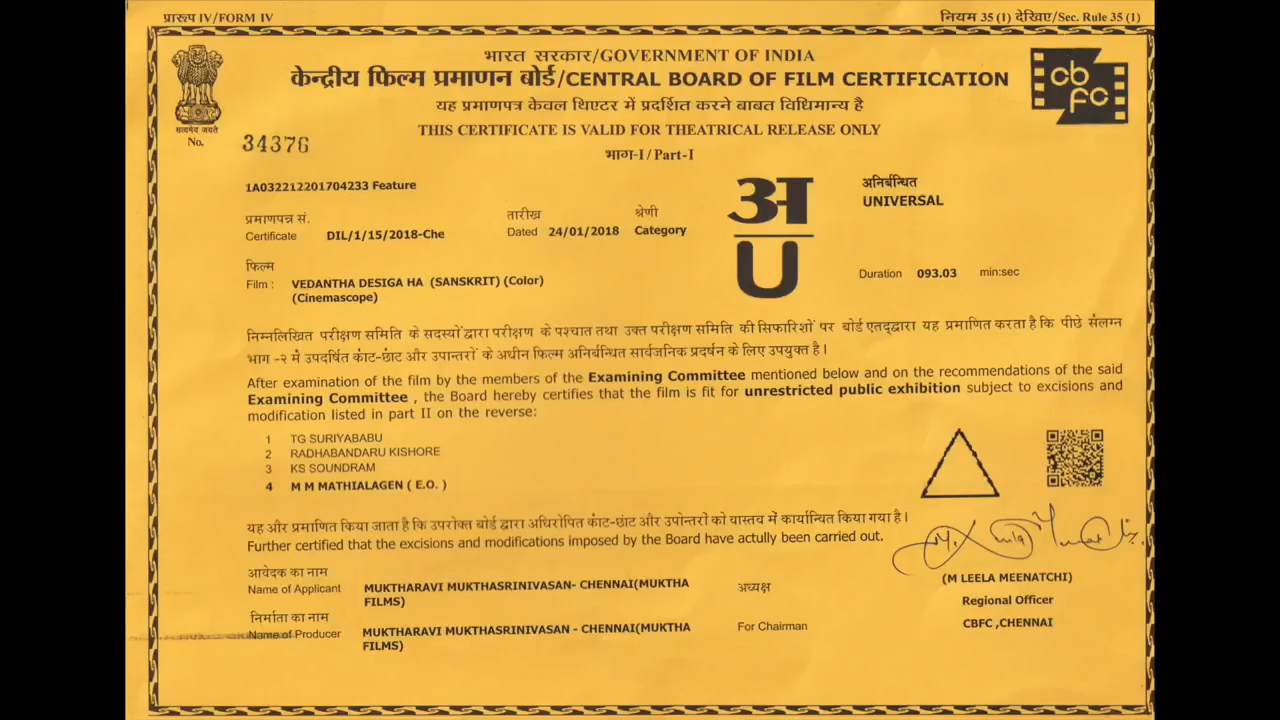 प्रारूप IV/FORM IV
नियम 35 (1) देखिए/Sec. Rule 35 (1)
भारत सरकार/GOVERNMENT OF INDIA
केन्द्रीय फिल्म प्रमाणन बोर्ड/CENTRAL BOARD OF FILM CERTIFICATION
cb
fc
यह प्रमाणपत्र केवल थिएटर में प्रदर्शित करने बाबत विधिमान्य है
सत्यमेव जयते
THIS CERTIFICATE IS VALID FOR THEATRICAL RELEASE ONLY
No. 34376
भाग-I / Part-I
1A032212201704233 Feature
अ
U
अनिर्बन्धित
UNIVERSAL
प्रमाणपत्र सं. तारीख श्रेणी
Certificate DIL/1/15/2018-Che Dated 24/01/2018 Category
फिल्म
Film : VEDANTHA DESIGA HA (SANSKRIT) (Color)
(Cinemascope)
Duration 093.03 min:sec
निम्नलिखित परीक्षण समिति के सदस्यों द्वारा परीक्षण के पश्चात तथा उक्त परीक्षण समिति की सिफारिशों पर बोर्ड एतद्द्वारा यह प्रमाणित करता है कि पीछे संलग्न
भाग -२ में उपदर्षित काट-छाट और उपान्तरों के अधीन फिल्म अनिर्बन्धित सार्वजनिक प्रदर्षन के लिए उपयुक्त है।
After examination of the film by the members of the Examining Committee mentioned below and on the recommendations of the said
Examining Committee , the Board hereby certifies that the film is fit for unrestricted public exhibition subject to excisions and
modification listed in part II on the reverse:
1 TG SURIYABABU
2 RADHABANDARU KISHORE
3 KS SOUNDRAM
4 M M MATHIALAGEN ( E.O. )
यह और प्रमाणित किया जाता है कि उपरोक्त बोर्ड द्वारा अधिरोपित काट-छांट और उपांन्तरों को वास्तव में कार्यान्वित किया गया है।
Further certified that the excisions and modifications imposed by the Board have actully been carried out.
आवेदक का नाम
Name of Applicant MUKTHARAVI MUKTHASRINIVASAN- CHENNAI(MUKTHA
FILMS)
अध्यक्ष
(M LEELA MEENATCHI)
Regional Officer
निर्माता का नाम
Name of Producer MUKTHARAVI MUKTHASRINIVASAN - CHENNAI(MUKTHA
FILMS)
For Chairman
CBFC ,CHENNAI